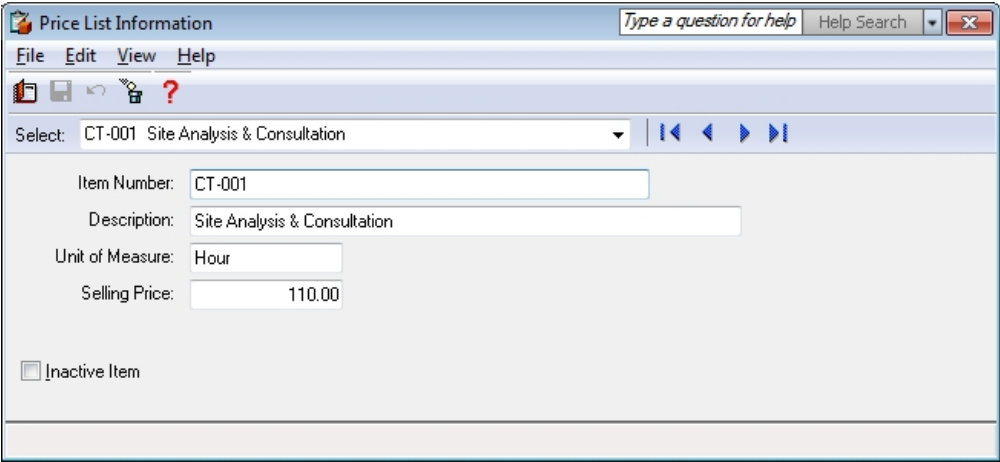 Price List Information
Type a question for help
Help Search
File Edit View Help
Select: CT-001 Site Analysis & Consultation
Item Number: CT-001
Description: Site Analysis & Consultation
Unit of Measure: Hour
Selling Price: 110.00
Inactive Item